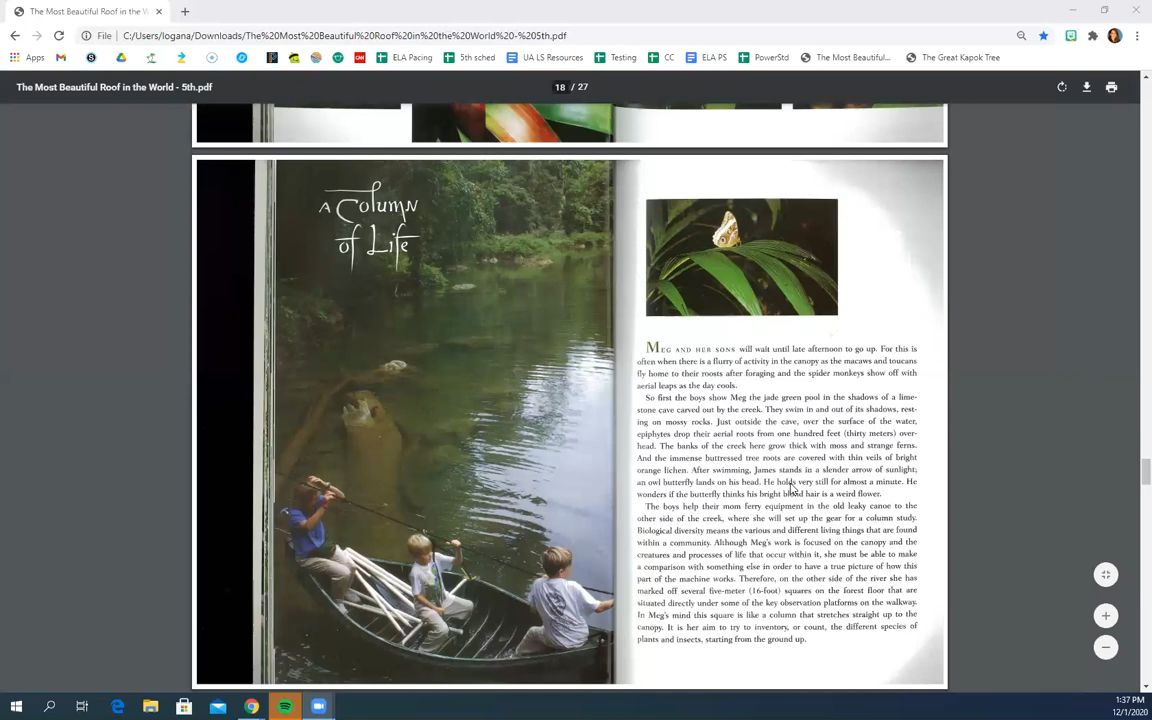 The Most Beautiful Roof in the W
File C:/Users/logana/Downloads/The%20Most%20Beautiful%20Roof%20in%20the%20World%20-%205th.pdf
Apps ELA Pacing 5th sched UA LS Resources Testing CC ELA PS PowerStd The Most Beautiful... The Great Kapok Tree
The Most Beautiful Roof in the World - 5th.pdf 18 / 27
A Column
of Life
MEG AND HER SONS will wait until late afternoon to go up. For this is
often when there is a flurry of activity in the canopy as the macaws and toucans
fly home to their roosts after foraging and the spider monkeys show off with
aerial leaps as the day cools.
So first the boys show Meg the jade green pool in the shadows of a lime-
stone cave carved out by the creek. They swim in and out of its shadows, rest-
ing on mossy rocks. Just outside the cave, over the surface of the water,
epiphytes drop their aerial roots from one hundred feet (thirty meters) over-
head. The banks of the creek here grow thick with moss and strange ferns.
And the immense buttressed tree roots are covered with thin veils of bright
orange lichen. After swimming, James stands in a slender arrow of sunlight;
an owl butterfly lands on his head. He holds very still for almost a minute. He
wonders if the butterfly thinks his bright blond hair is a weird flower.
The boys help their mom ferry equipment in the old leaky canoe to the
other side of the creek, where she will set up the gear for a column study.
Biological diversity means the various and different living things that are found
within a community. Although Meg's work is focused on the canopy and the
creatures and processes of life that occur within it, she must be able to make
a comparison with something else in order to have a true picture of how this
part of the machine works. Therefore, on the other side of the river she has
marked off several five-meter (16-foot) squares on the forest floor that are
situated directly under some of the key observation platforms on the walkway.
In Meg's mind this square is like a column that stretches straight up to the
canopy. It is her aim to try to inventory, or count, the different species of
plants and insects, starting from the ground up.
1:37 PM
12/1/2020